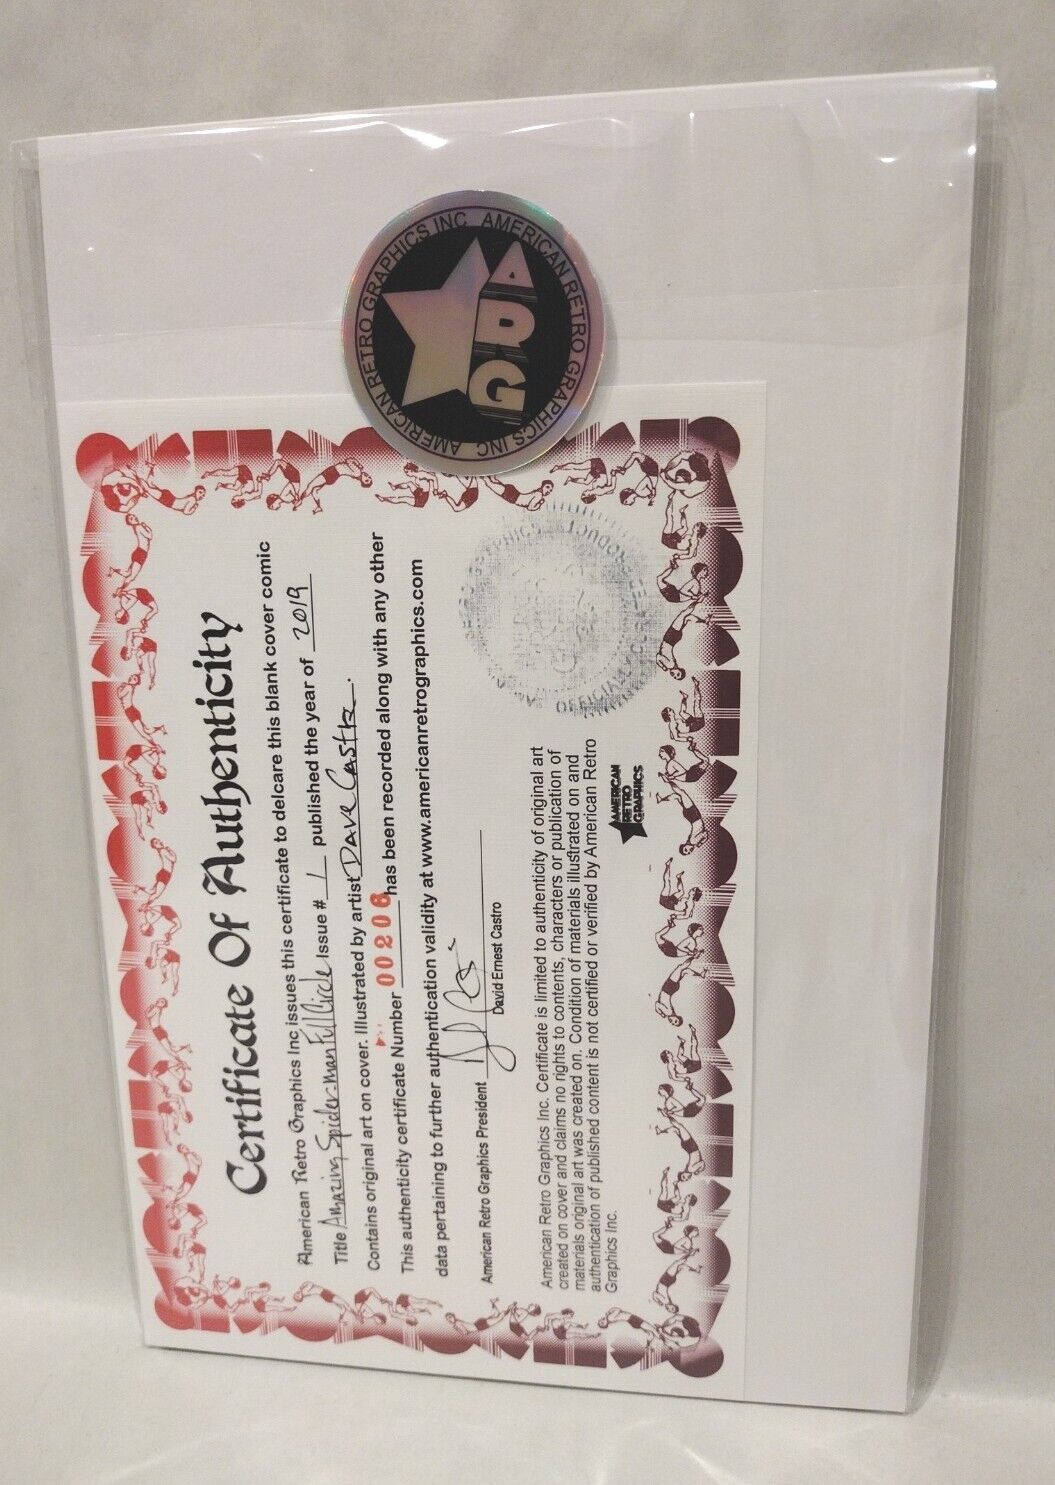 AMERICAN RETRO GRAPHICS INC AMERICAN RETRO GRAPHICS INC
ARG
Certificate Of Authenticity
American Retro Graphics Inc issues this certificate to delcare this blank cover comic
Title Amazing Spider-man Full Circle Issue # 1 published the year of 2019
Contains original art on cover. Illustrated by artist Dave Castro.
This authenticity certificate Number 00206 has been recorded along with any other
data pertaining to further authentication validity at www.americanretrographics.com
American Retro Graphics President
David Ernest Castro
American Retro Graphics Inc. Certificate is limited to authenticity of original art
created on cover and claims no rights to contents, characters or publication of
materials original art was created on. Condition of materials illustrated on and
authentication of published content is not certified or verified by American Retro
Graphics Inc.
AMERICAN
RETRO
GRAPHICS